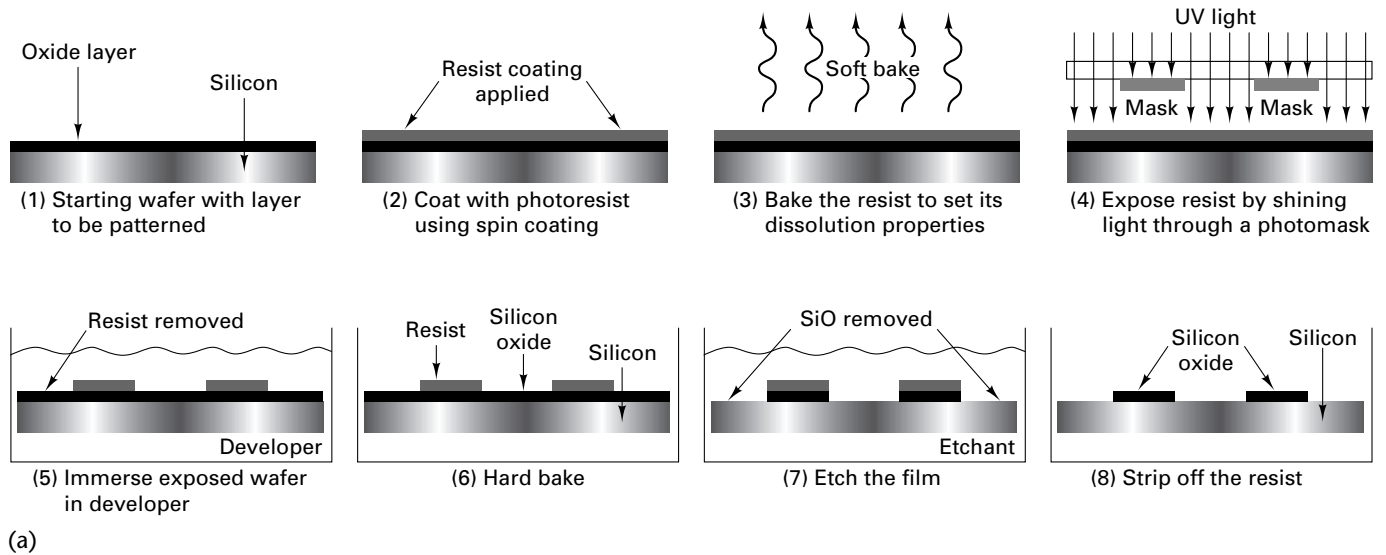 Oxide layer
Silicon
(1) Starting wafer with layer
to be patterned
Resist coating
applied
(2) Coat with photoresist
using spin coating
Soft bake
(3) Bake the resist to set its
dissolution properties
UV light
Mask
Mask
(4) Expose resist by shining
light through a photomask
Resist removed
Developer
(5) Immerse exposed wafer
in developer
Resist
Silicon
oxide
Silicon
(6) Hard bake
SiO removed
Etchant
(7) Etch the film
Silicon
oxide
Silicon
(8) Strip off the resist
(a)